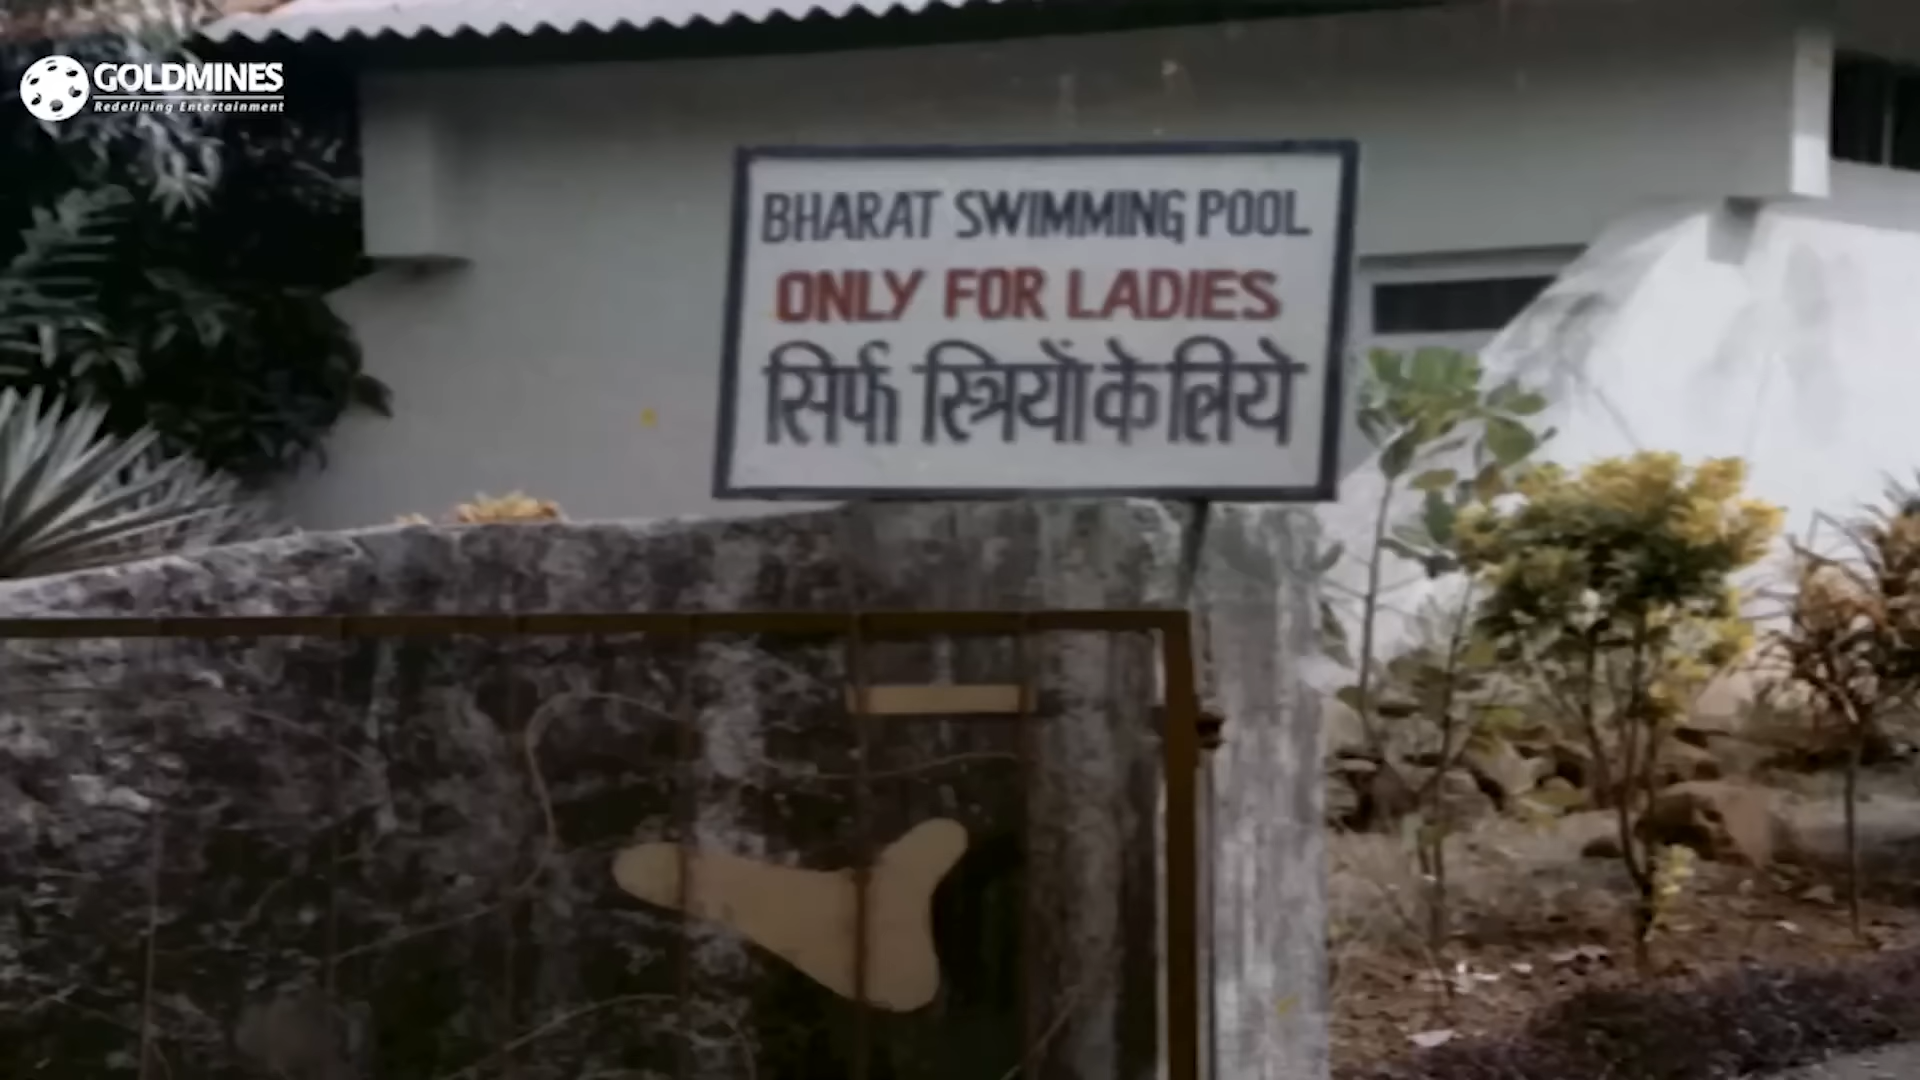 GOLDMINES
Redefining Entertainment
BHARAT SWIMMING POOL
ONLY FOR LADIES
सिर्फ स्त्रियों के लिये